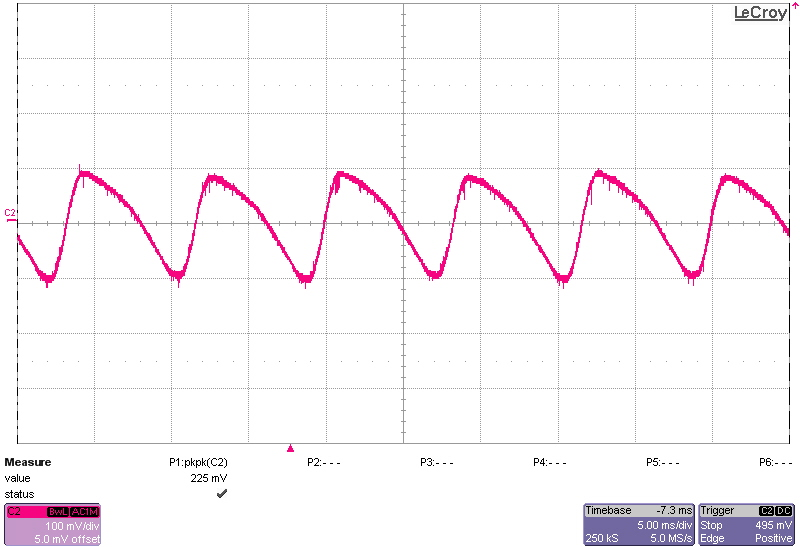 LeCroy
C2
Measure P1:pkpk(C2) P2:--- P3:--- P4:--- P5:--- P6:---
value 225 mV
status ✓
C2 BwL AC1M
100 mV/div
5.0 mV offset
Timebase -7.3 ms
5.00 ms/div
250 kS 5.0 MS/s
Trigger C2 DC
Stop 495 mV
Edge Positive